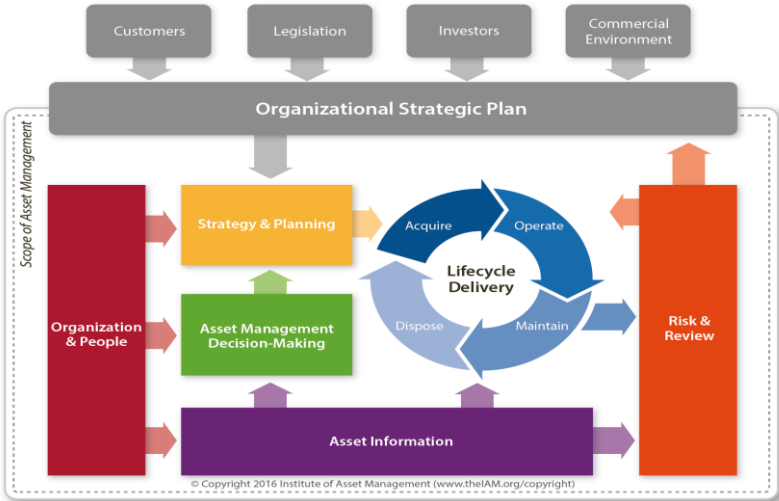 Customers
Legislation
Investors
Commercial
Environment
Organizational Strategic Plan
Scope of Asset Management
Strategy & Planning
Acquire
Operate
Lifecycle
Delivery
Dispose
Maintain
Organization
& People
Asset Management
Decision-Making
Risk &
Review
Asset Information
© Copyright 2016 Institute of Asset Management (www.theIAM.org/copyright)